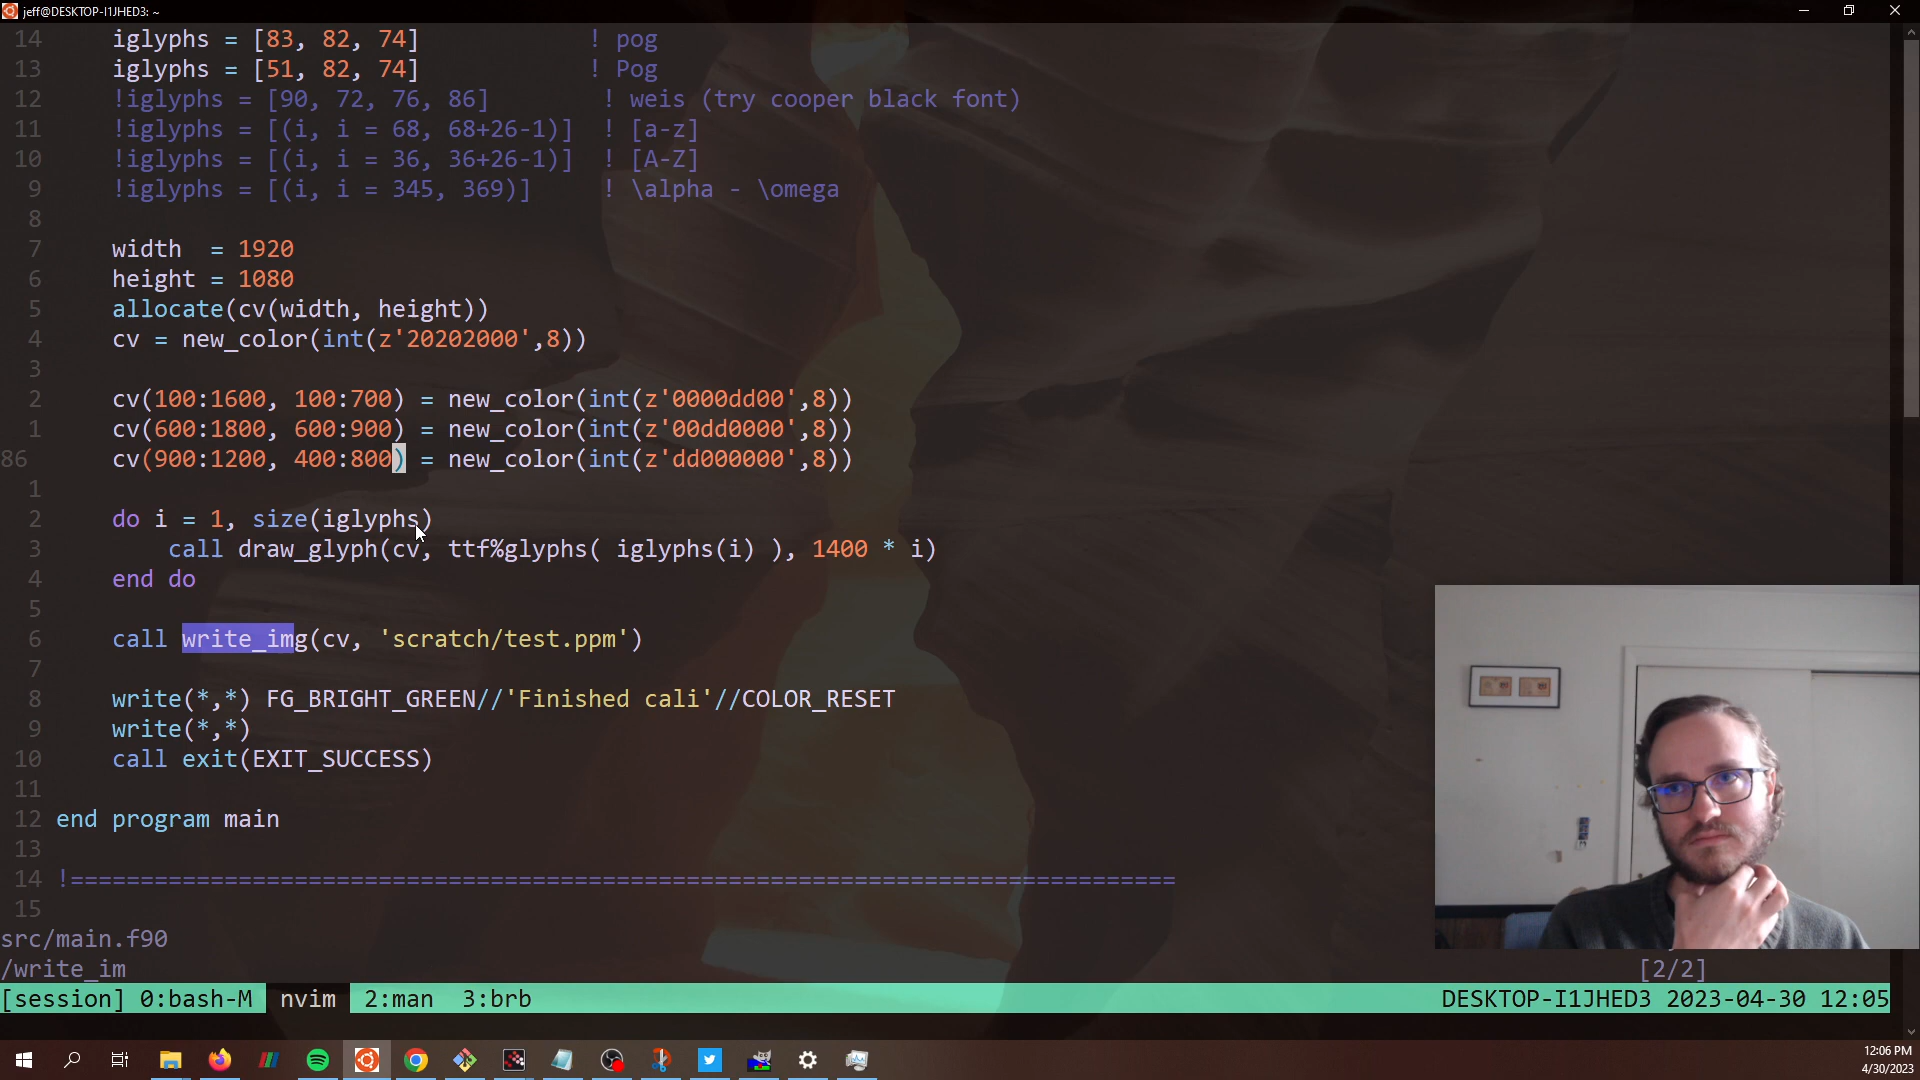 jeff@DESKTOP-I1JHED3: ~
14 iglyphs = [83, 82, 74] ! pog
13 iglyphs = [51, 82, 74] ! Pog
12 !iglyphs = [90, 72, 76, 86] ! weis (try cooper black font)
11 !iglyphs = [(i, i = 68, 68+26-1)] ! [a-z]
10 !iglyphs = [(i, i = 36, 36+26-1)] ! [A-Z]
9 !iglyphs = [(i, i = 345, 369)] ! \alpha - \omega
8
7 width = 1920
6 height = 1080
5 allocate(cv(width, height))
4 cv = new_color(int(z'20202000',8))
3
2 cv(100:1600, 100:700) = new_color(int(z'0000dd00',8))
1 cv(600:1800, 600:900) = new_color(int(z'00dd0000',8))
86 cv(900:1200, 400:800) = new_color(int(z'dd000000',8))
1
2 do i = 1, size(iglyphs)
3 call draw_glyph(cv, ttf%glyphs( iglyphs(i) ), 1400 * i)
4 end do
5
6 call write_img(cv, 'scratch/test.ppm')
7
8 write(*,*) FG_BRIGHT_GREEN//'Finished cali'//COLOR_RESET
9 write(*,*)
10 call exit(EXIT_SUCCESS)
11
12 end program main
13
14 !===============================================================================
15
src/main.f90
/write_im [2/2]
[session] 0:bash-M nvim 2:man 3:brb DESKTOP-I1JHED3 2023-04-30 12:05
12:06 PM
4/30/2023